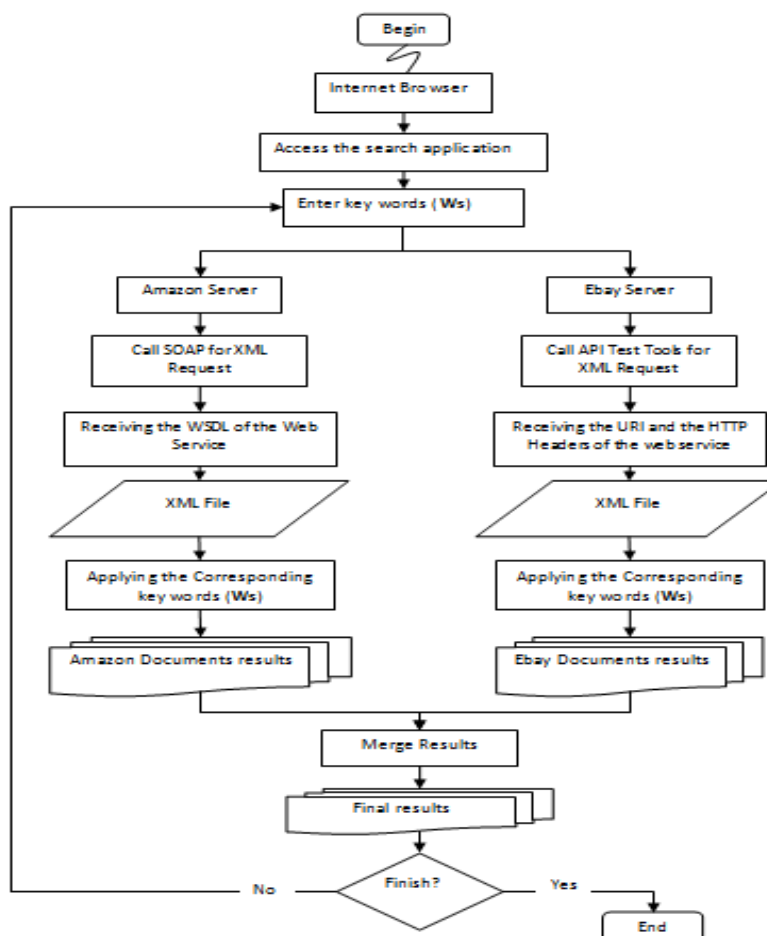 Begin
Internet Browser
Access the search application
Enter key words (Ws)
Amazon Server
Ebay Server
Call SOAP for XML
Request
Call API Test Tools for
XML Request
Receiving the WSDL of the Web
Service
Receiving the URI and the HTTP
Headers of the web service
XML File
XML File
Applying the Corresponding
key words (Ws)
Applying the Corresponding
key words (Ws)
Amazon Documents results
Ebay Documents results
Merge Results
Final results
Finish?
No
Yes
End